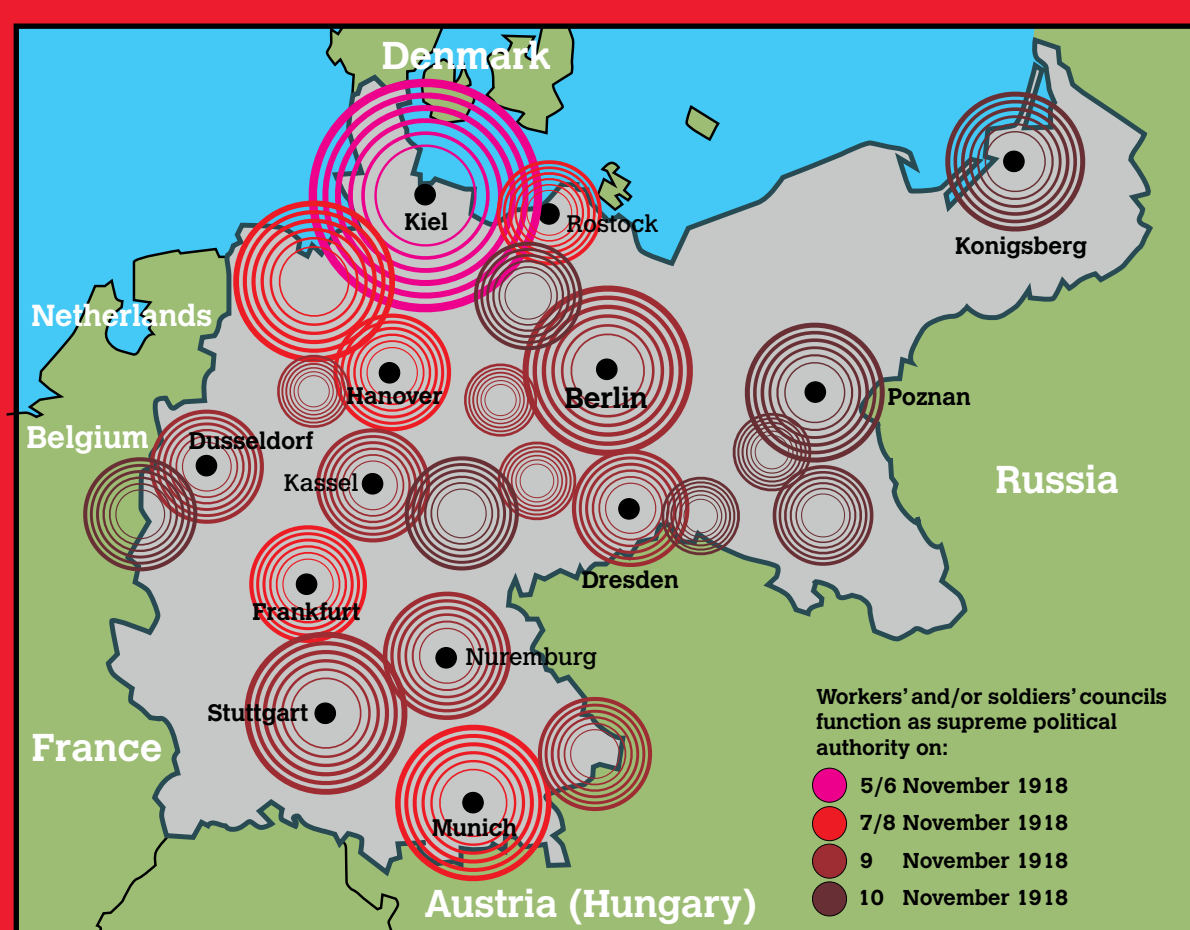 Denmark
Kiel
Rostock
Konigsberg
Netherlands
Hanover
Berlin
Poznan
Belgium
Dusseldorf
Kassel
Russia
Dresden
Frankfurt
Nuremburg
Stuttgart
France
Munich
Austria (Hungary)
Workers' and/or soldiers' councils
function as supreme political
authority on:
5/6 November 1918
7/8 November 1918
9 November 1918
10 November 1918